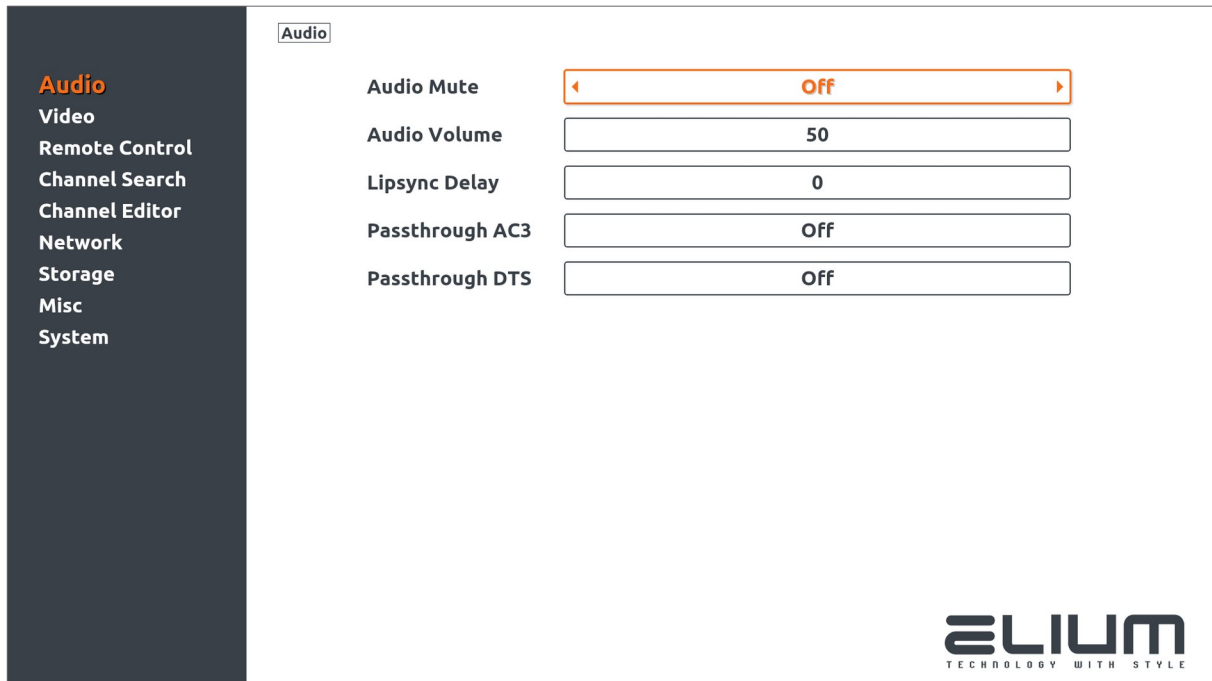 Audio
Audio
Video
Remote Control
Channel Search
Channel Editor
Network
Storage
Misc
System
Audio Mute Off
Audio Volume 50
Lipsync Delay 0
Passthrough AC3 Off
Passthrough DTS Off
ELIUM
TECHNOLOGY WITH STYLE